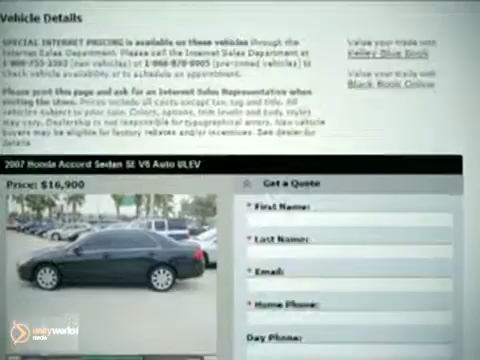 Vehicle Details
SPECIAL INTERNET PRICING is available on these vehicles through the
Internet Sales Department. Please call the Internet Sales Department at
(new vehicles) or (pre-owned vehicles) to
check vehicle availability or to schedule an appointment.
Please print this page and ask for an Internet Sales Representative when
visiting the store. Prices include all costs except tax, tag and title. All
vehicles subject to prior sale. Colors, options, trim levels and body styles
may vary. Dealership is not responsible for typographical errors. New vehicle
buyers may be eligible for factory rebates and/or incentives. See dealer for
details
Value your trade with
Kelley Blue Book
Value your trade with
Black Book Online
2007 Honda Accord Sedan SE V6 Auto ULEV
Price: $16,900
Get a Quote
* First Name:
* Last Name:
* Email:
* Home Phone:
Day Phone:
unityworks
media